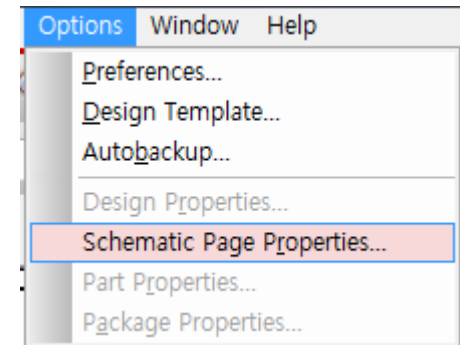 Options Window Help
Preferences...
Design Template...
Autobackup...
Design Properties...
Schematic Page Properties...
Part Properties...
Package Properties...